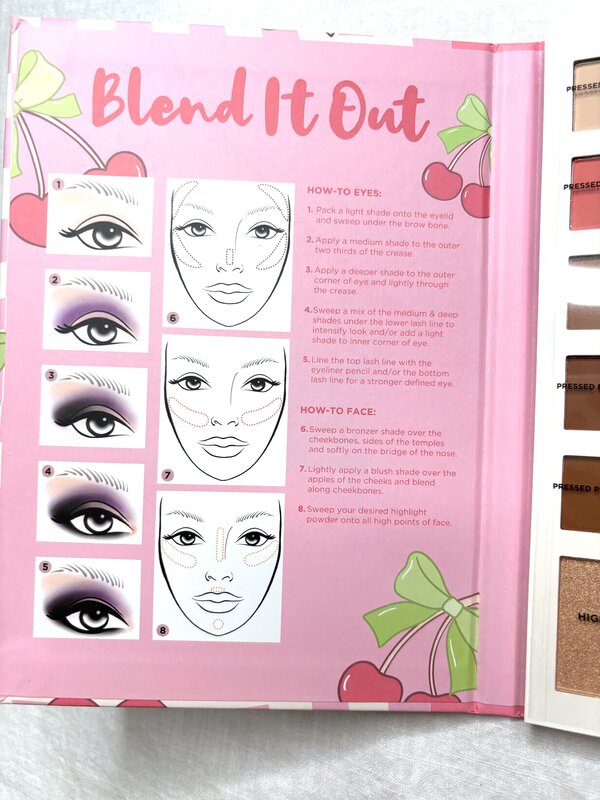 Blend It Out
1
2
3
4
5
6
7
8
HOW-TO EYES:
1. Pack a light shade onto the eyelid
and sweep under the brow bone.
2. Apply a medium shade to the outer
two thirds of the crease.
3. Apply a deeper shade to the outer
corner of eye and lightly through
the crease.
4. Sweep a mix of the medium & deep
shades under the lower lash line to
intensify look and/or add a light
shade to inner corner of eye.
5. Line the top lash line with the
eyeliner pencil and/or the bottom
lash line for a stronger defined eye.
HOW-TO FACE:
6. Sweep a bronzer shade over the
cheekbones, sides of the temples
and softly on the bridge of the nose.
7. Lightly apply a blush shade over the
apples of the cheeks and blend
along cheekbones.
8. Sweep your desired highlight
powder onto all high points of face.
PRESSED
PRESSED
PRESSED P
PRESSED P
HIG